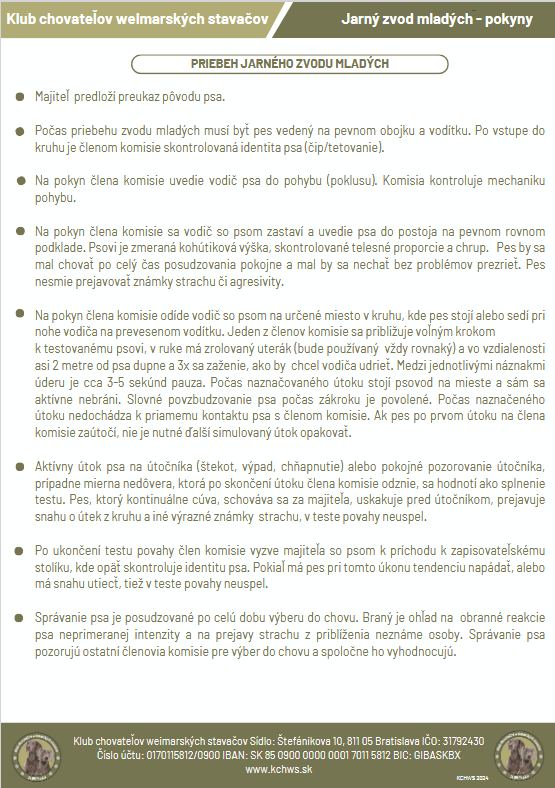 Klub chovateľov weimarských stavačov
Jarný zvod mladých - pokyny
PRIEBEH JARNÉHO ZVODU MLADÝCH
Majiteľ predloží preukaz pôvodu psa.
Počas priebehu zvodu mladých musí byť pes vedený na pevnom obojku a vodítku. Po vstupe do
kruhu je členom komisie skontrolovaná identita psa (čip/tetovanie).
Na pokyn člena komisie uvedie vodič psa do pohybu (poklusu). Komisia kontroluje mechaniku
pohybu.
Na pokyn člena komisie sa vodič so psom zastaví a uvedie psa do postoja na pevnom rovnom
podklade. Psovi je zmeraná kohútiková výška, skontrolované telesné proporcie a chrup. Pes by sa
mal chovať po celý čas posudzovania pokojne a mal by sa nechať bez problémov prezrieť. Pes
nesmie prejavovať známky strachu či agresivity.
Na pokyn člena komisie odíde vodič so psom na určené miesto v kruhu, kde pes stojí alebo sedí pri
nohe vodiča na prevesenom vodítku. Jeden z členov komisie sa približuje voľným krokom
k testovanému psovi, v ruke má zrolovaný uterák (bude používaný vždy rovnaký) a vo vzdialenosti
asi 2 metre od psa dupne a 3x sa zaženie, ako by chcel vodiča udrieť. Medzi jednotlivými náznakmi
úderu je cca 3-5 sekúnd pauza. Počas naznačovaného útoku stojí psovod na mieste a sám sa
aktívne nebráni. Slovné povzbudzovanie psa počas zákroku je povolené. Počas naznačeného
útoku nedochádza k priamemu kontaktu psa s členom komisie. Ak pes po prvom útoku na člena
komisie zaútočí, nie je nutné ďalší simulovaný útok opakovať.
Aktívny útok psa na útočníka (štekot, výpad, chňapnutie) alebo pokojné pozorovanie útočníka,
prípadne mierna nedôvera, ktorá po skončení útoku člena komisie odznie, sa hodnotí ako splnenie
testu. Pes, ktorý kontinuálne cúva, schováva sa za majiteľa, uskakuje pred útočníkom, prejavuje
snahu o útek z kruhu a iné výrazné známky strachu, v teste povahy neuspel.
Po ukončení testu povahy člen komisie vyzve majiteľa so psom k príchodu k zapisovateľskému
stolíku, kde opäť skontroluje identitu psa. Pokiaľ má pes pri tomto úkonu tendenciu napádať, alebo
má snahu utiecť, tiež v teste povahy neuspel.
Správanie psa je posudzované po celú dobu výberu do chovu. Braný je ohľad na obranné reakcie
psa neprimeranej intenzity a na prejavy strachu z priblíženia neznáme osoby. Správanie psa
pozorujú ostatní členovia komisie pre výber do chovu a spoločne ho vyhodnocujú.
Klub chovateľov weimarských stavačov Sídlo: Štefánikova 10, 811 05 Bratislava IČO: 31792430
Číslo účtu: 0170115812/0900 IBAN: SK 85 0900 0000 0001 7011 5812 BIC: GIBASKBX
www.kchws.sk
KCHWS 2024